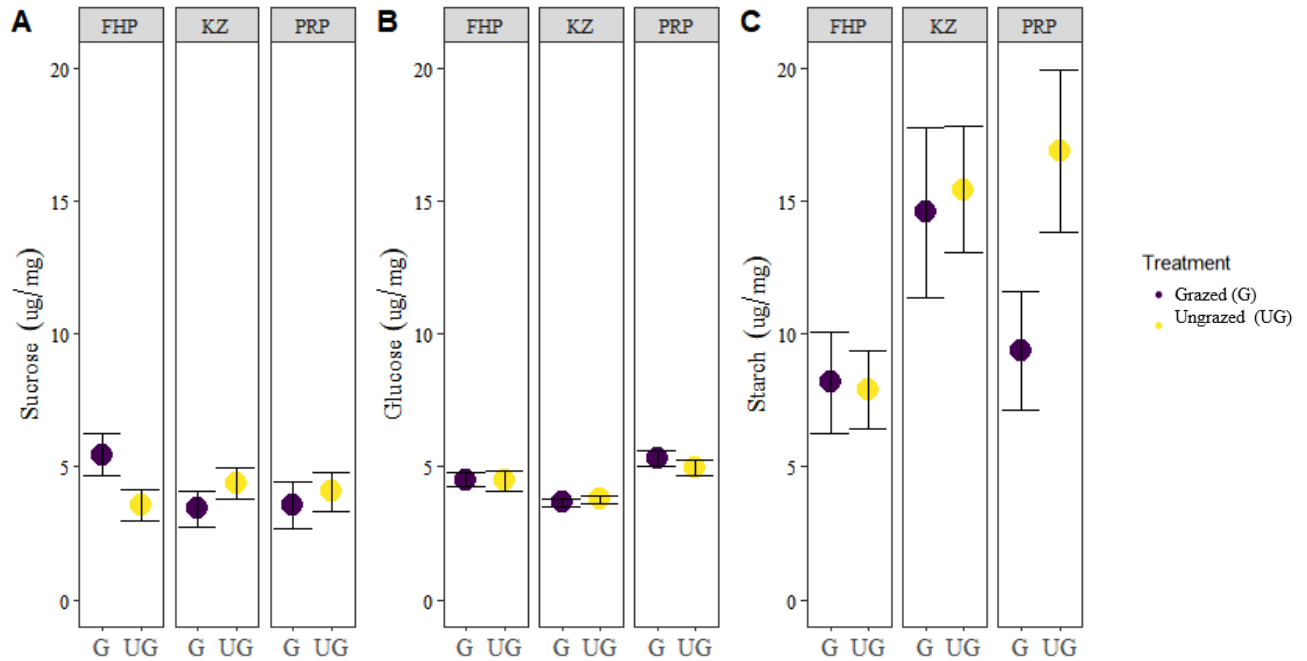 A
FHP KZ PRP
Sucrose (ug/mg)
20
15
10
5
0
G UG G UG G UG
B
FHP KZ PRP
Glucose (ug/mg)
20
15
10
5
0
G UG G UG G UG
C
FHP KZ PRP
Starch (ug/mg)
20
15
10
5
0
G UG G UG G UG
Treatment
Grazed (G)
Ungrazed (UG)